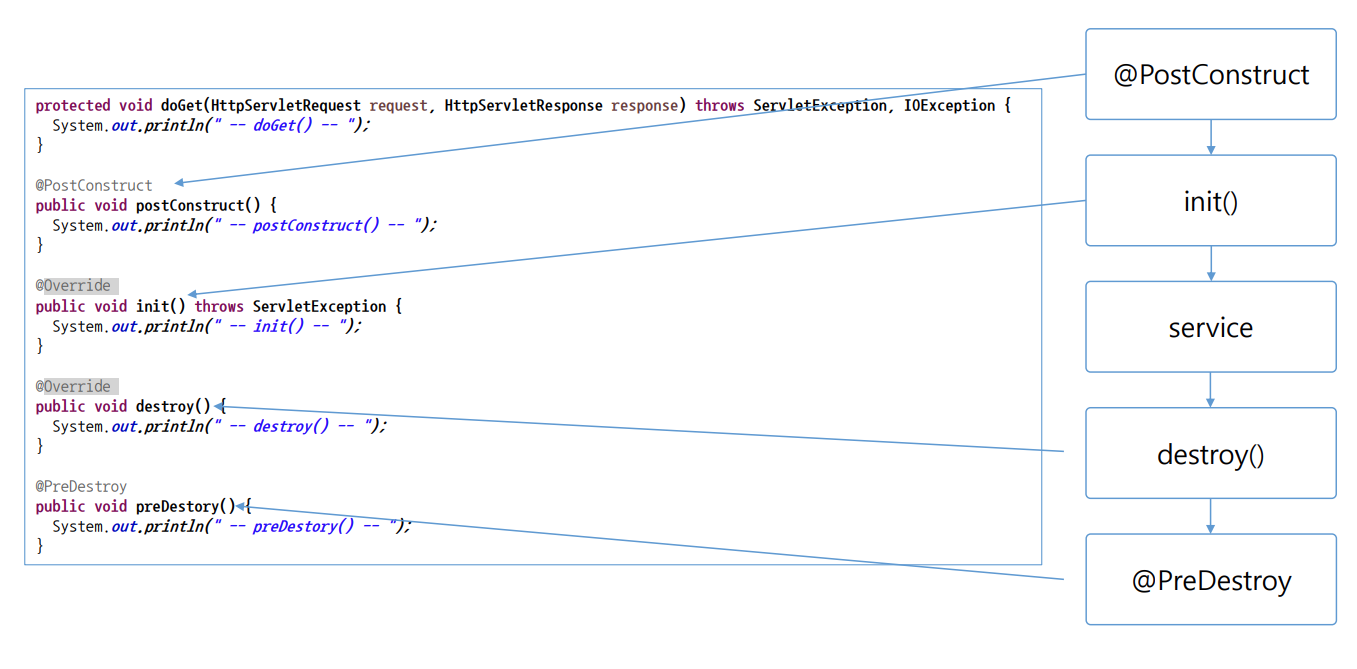 protected void doGet(HttpServletRequest request, HttpServletResponse response) throws ServletException, IOException {
System.out.println(" -- doGet() -- ");
}
@PostConstruct
public void postConstruct() {
System.out.println(" -- postConstruct() -- ");
}
@Override
public void init() throws ServletException {
System.out.println(" -- init() -- ");
}
@Override
public void destroy() {
System.out.println(" -- destroy() -- ");
}
@PreDestroy
public void preDestory() {
System.out.println(" -- preDestory() -- ");
}
@PostConstruct
init()
service
destroy()
@PreDestroy